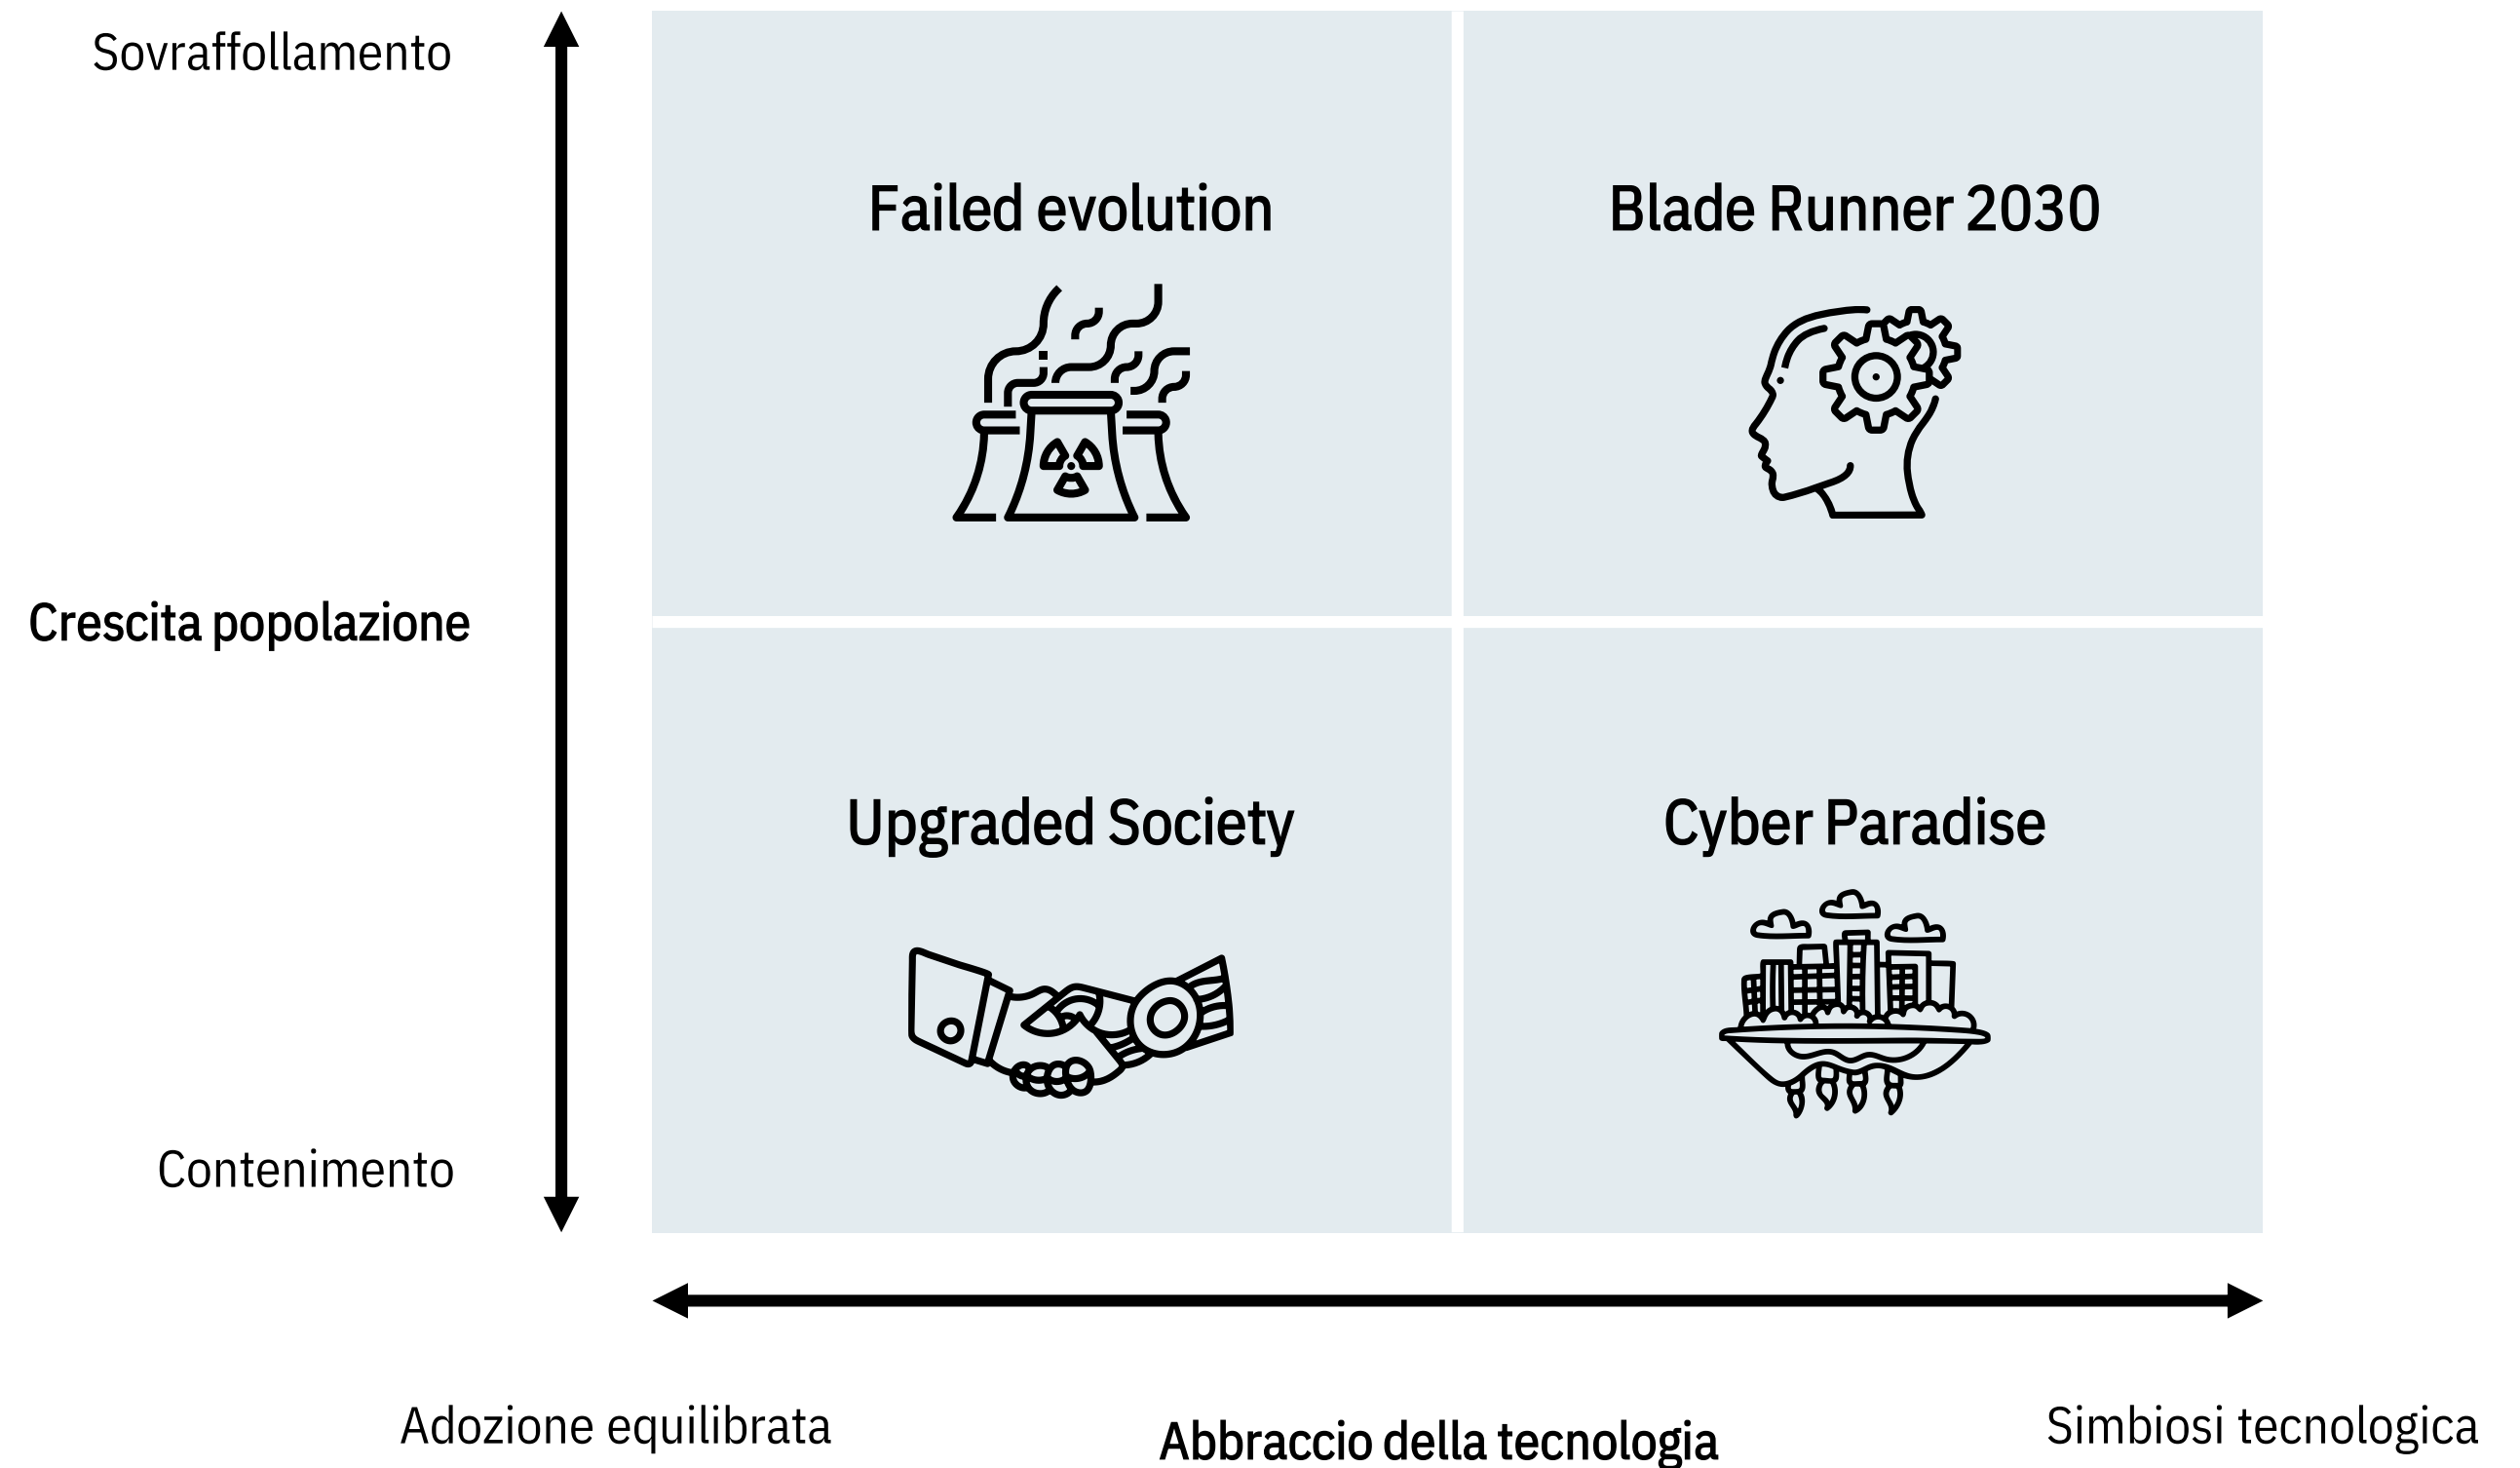 Sovraffollamento
Failed evolution
Blade Runner 2030
Crescita popolazione
Upgraded Society
Cyber Paradise
Contenimento
Adozione equilibrata
Abbraccio della tecnologia
Simbiosi tecnologica